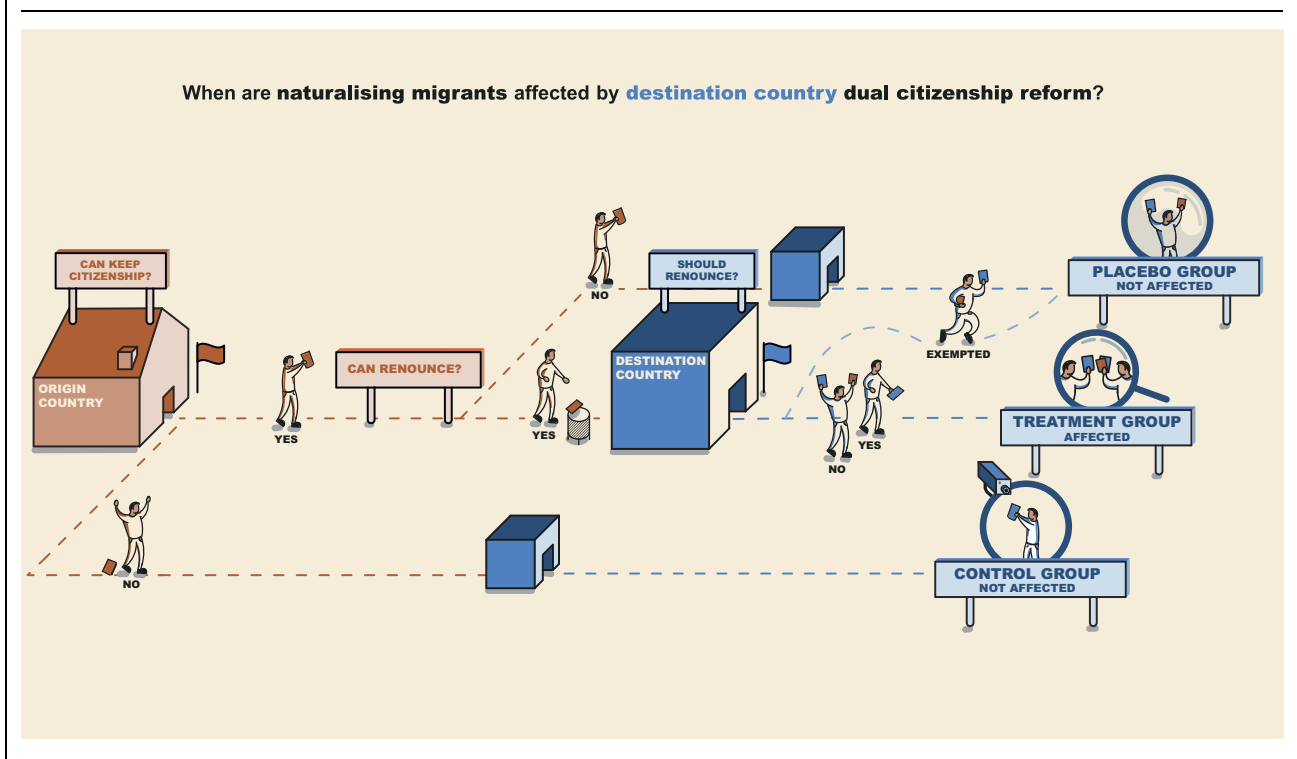 When are naturalising migrants affected by destination country dual citizenship reform?
CAN KEEP
CITIZENSHIP?
ORIGIN
COUNTRY
YES
NO
CAN RENOUNCE?
NO
YES
SHOULD
RENOUNCE?
DESTINATION
COUNTRY
EXEMPTED
NO
YES
PLACEBO GROUP
NOT AFFECTED
TREATMENT GROUP
AFFECTED
CONTROL GROUP
NOT AFFECTED